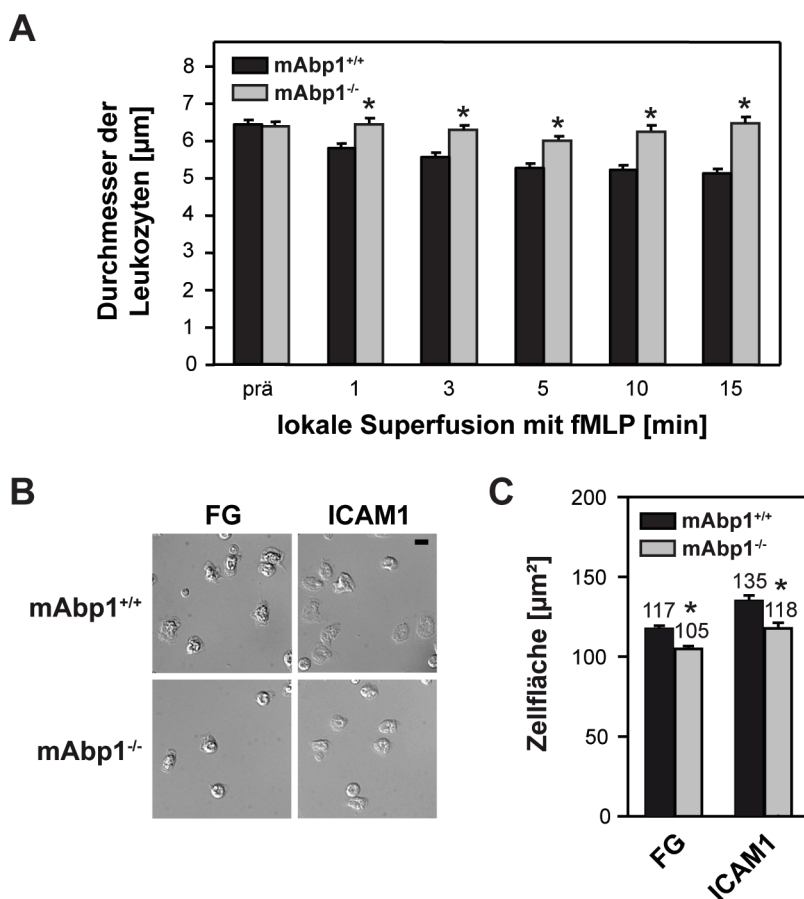 A
Durchmesser der
Leukozyten [µm]
8
7
6
5
4
3
2
1
0
mAbp1+/+
mAbp1-/-
* * * * *
prä 1 3 5 10 15
lokale Superfusion mit fMLP [min]
B
FG ICAM1
mAbp1+/+
mAbp1-/-
C
Zellfläche [µm²]
200
150
100
50
0
mAbp1+/+
mAbp1-/-
117 * 105
135 * 118
FG ICAM1